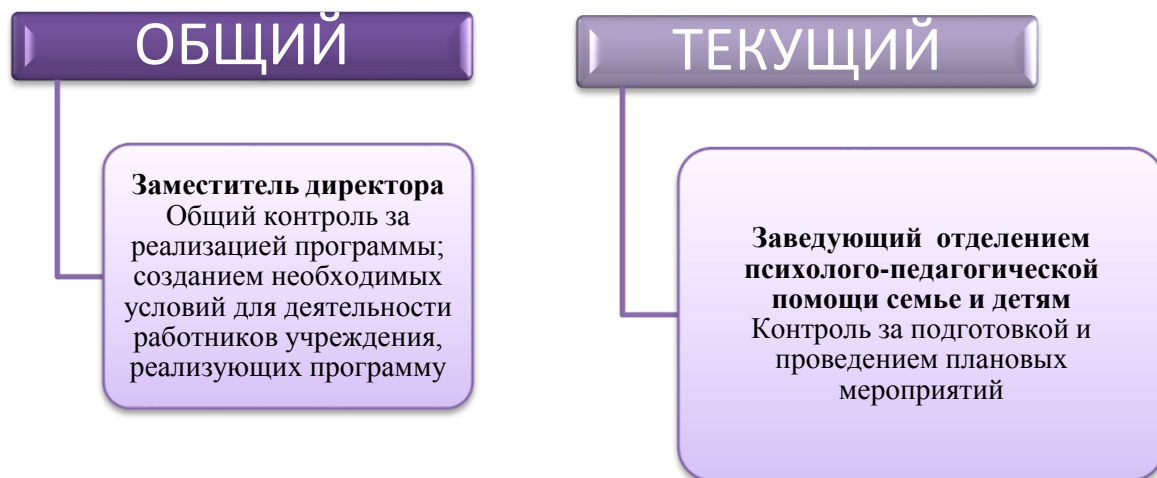 ОБЩИЙ
Заместитель директора
Общий контроль за
реализацией программы;
созданием необходимых
условий для деятельности
работников учреждения,
реализующих программу
ТЕКУЩИЙ
Заведующий отделением
психолого-педагогической
помощи семье и детям
Контроль за подготовкой и
проведением плановых
мероприятий